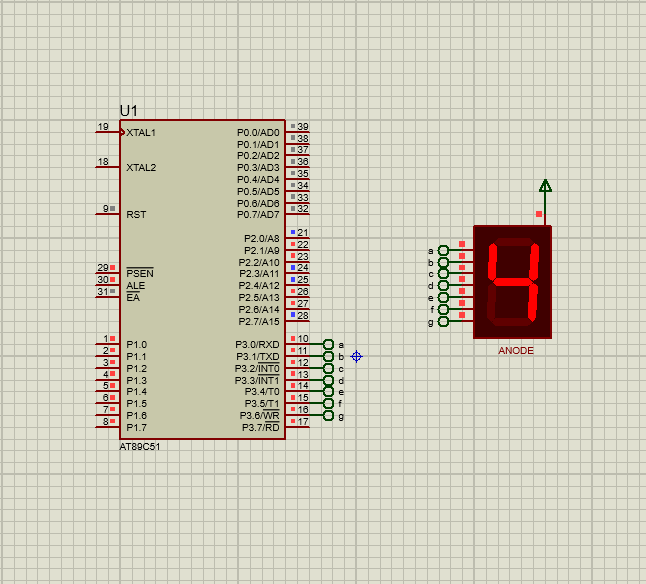 U1
19 XTAL1 P0.0/AD0 39
P0.1/AD1 38
P0.2/AD2 37
18 XTAL2 P0.3/AD3 36
P0.4/AD4 35
P0.5/AD5 34
P0.6/AD6 33
9 RST P0.7/AD7 32
P2.0/A8 21
P2.1/A9 22
P2.2/A10 23
29 PSEN P2.3/A11 24
30 ALE P2.4/A12 25
31 EA P2.5/A13 26
P2.6/A14 27
P2.7/A15 28
1 P1.0 P3.0/RXD 10 a
2 P1.1 P3.1/TXD 11 b
3 P1.2 P3.2/INT0 12 c
4 P1.3 P3.3/INT1 13 d
5 P1.4 P3.4/T0 14 e
6 P1.5 P3.5/T1 15 f
7 P1.6 P3.6/WR 16 g
8 P1.7 P3.7/RD 17
AT89C51
a
b
c
d
e
f
g
4
ANODE